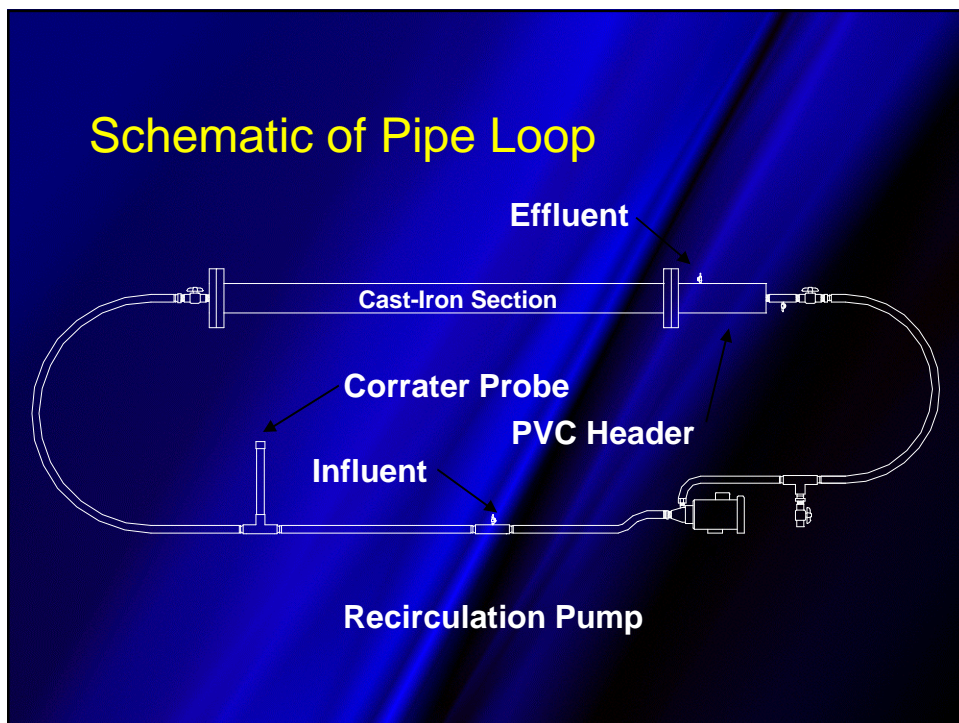 Schematic of Pipe Loop
Effluent
Cast-Iron Section
Corrater Probe
PVC Header
Influent
Recirculation Pump